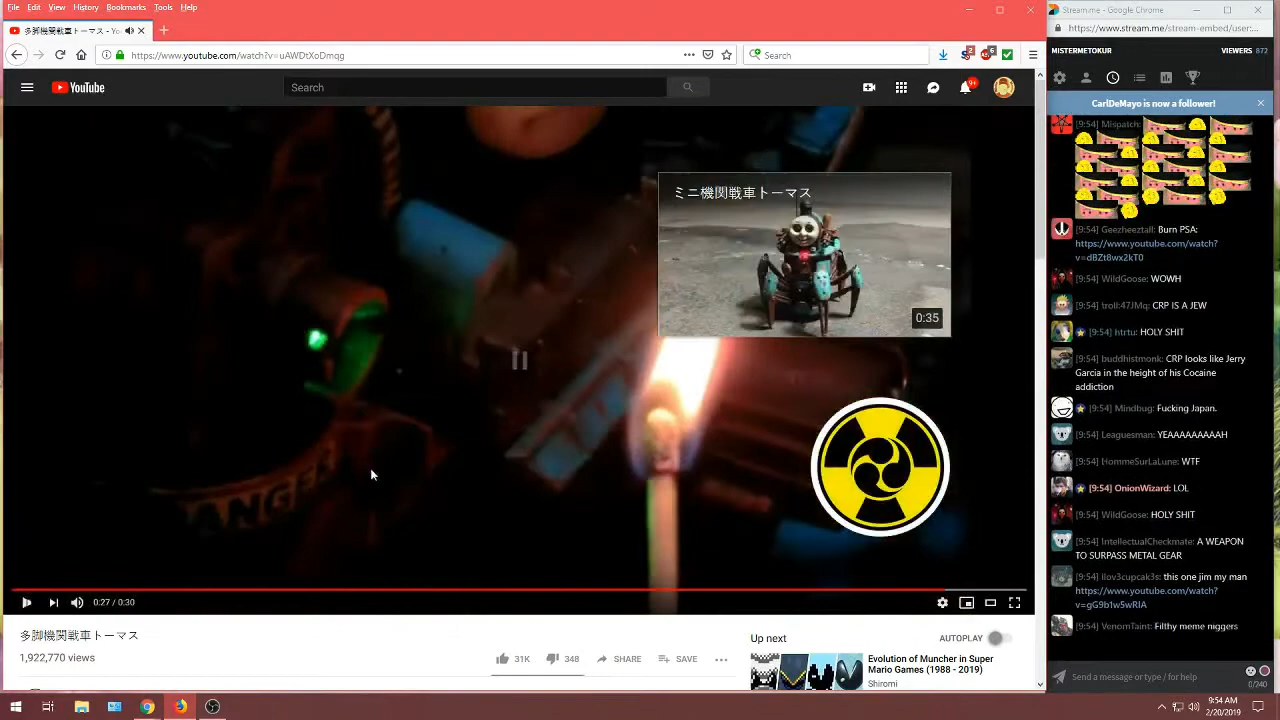 File Edit View History Bookmarks Tools Help
多脚機関戦車トーマス - Yo
https://www.youtube.com/watch?v=uAWDtXoDmqg
Search
YouTube
Search
9+
ミニ機関戦車トーマス
0:35
0:27 / 0:30
多脚機関戦車トーマス
1,922,770 views
31K
348
SHARE
SAVE
Up next
AUTOPLAY
Evolution of Muncher in Super
Mario Games (1988 - 2019)
Shiromi
Stream.me - Google Chrome
https://www.stream.me/stream-embed/user:...
MISTERMETOKUR
VIEWERS 872
CarlDeMayo is now a follower!
[9:54] Mispatch:
[9:54] Geezheeztall: Burn PSA:
https://www.youtube.com/watch?
v=dBZt8wx2kT0
[9:54] WildGoose: WOWH
[9:54] troll:47JMq: CRP IS A JEW
[9:54] htrtu: HOLY SHIT
[9:54] buddhistmonk: CRP looks like Jerry
Garcia in the height of his Cocaine
addiction
[9:54] Mindbug: Fucking Japan.
[9:54] Leaguesman: YEAAAAAAAAH
[9:54] HommeSurLaLune: WTF
[9:54] OnionWizard: LOL
[9:54] WildGoose: HOLY SHIT
[9:54] IntellectualCheckmate: A WEAPON
TO SURPASS METAL GEAR
[9:54] ilov3cupcak3s: this one jim my man
https://www.youtube.com/watch?
v=gG9b1w5wRIA
[9:54] VenomTaint: Filthy meme niggers
Send a message or type / for help
0/240
9:54 AM
2/20/2019